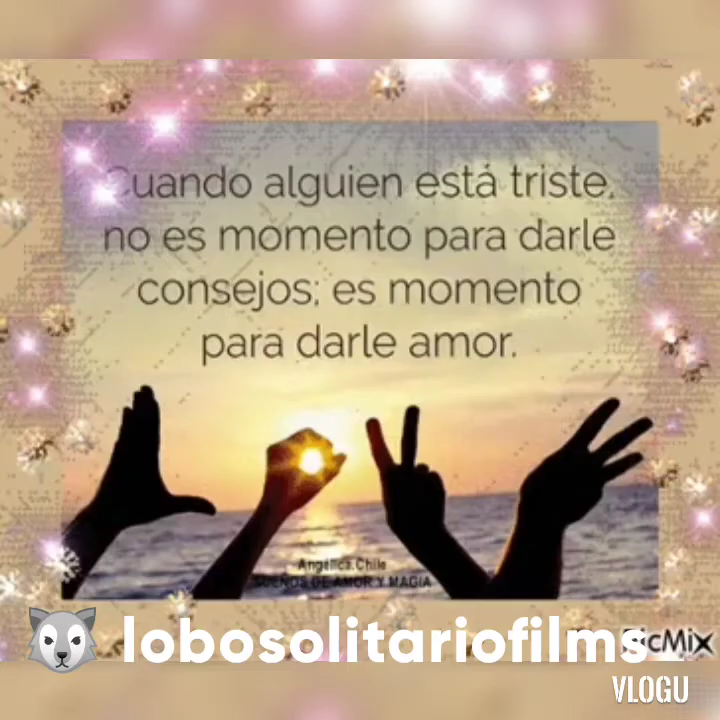 Cuando alguien está triste,
no es momento para darle
consejos; es momento
para darle amor.
Angelica.Chile
SUEÑOS DE AMOR Y MAGIA
lobosolitariofilms
PicMix
VLOGU